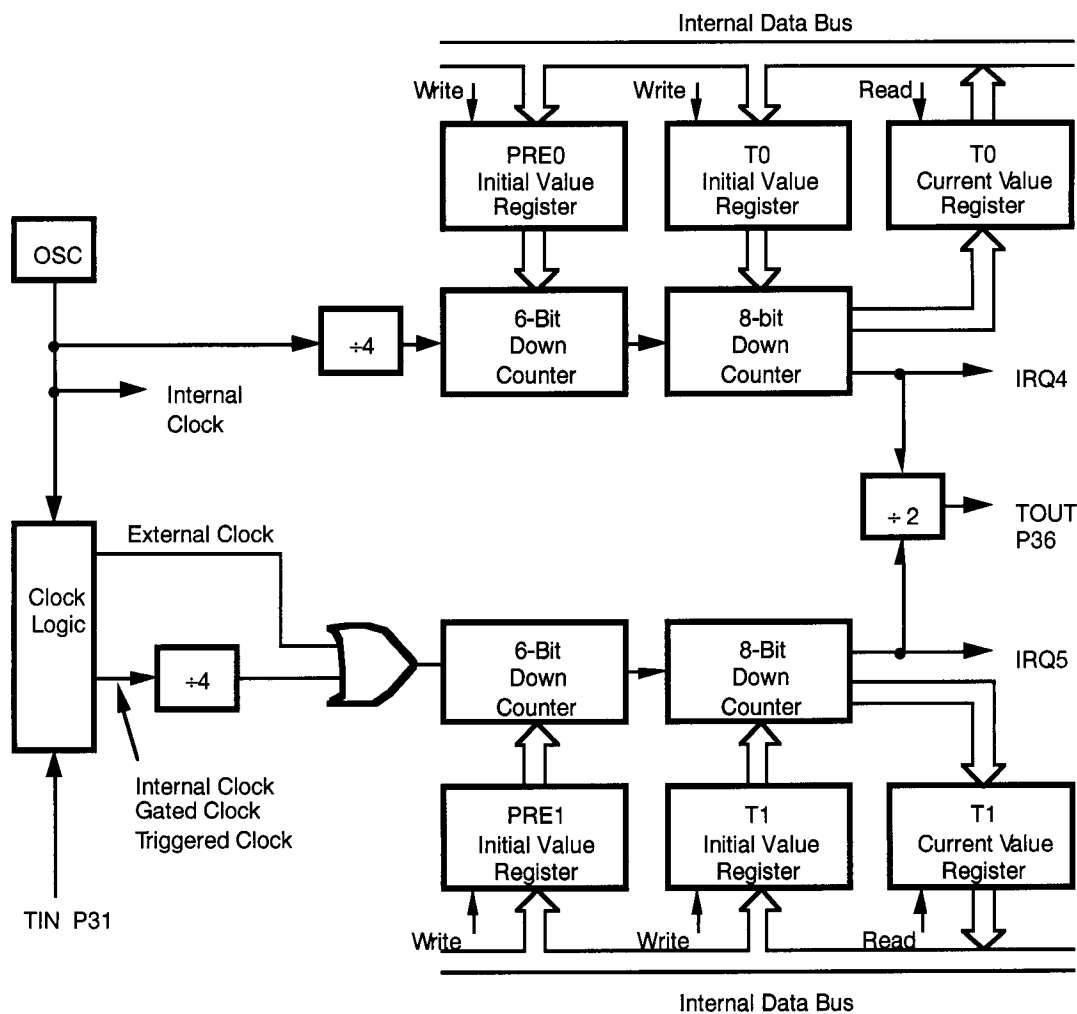 Internal Data Bus
Write
Write
Read
PRE0
Initial Value
Register
T0
Initial Value
Register
T0
Current Value
Register
OSC
÷4
6-Bit
Down
Counter
8-bit
Down
Counter
IRQ4
Internal
Clock
÷ 2
TOUT
P36
External Clock
Clock
Logic
÷4
6-Bit
Down
Counter
8-Bit
Down
Counter
IRQ5
Internal Clock
Gated Clock
Triggered Clock
PRE1
Initial Value
Register
T1
Initial Value
Register
T1
Current Value
Register
TIN P31
Write
Write
Read
Internal Data Bus